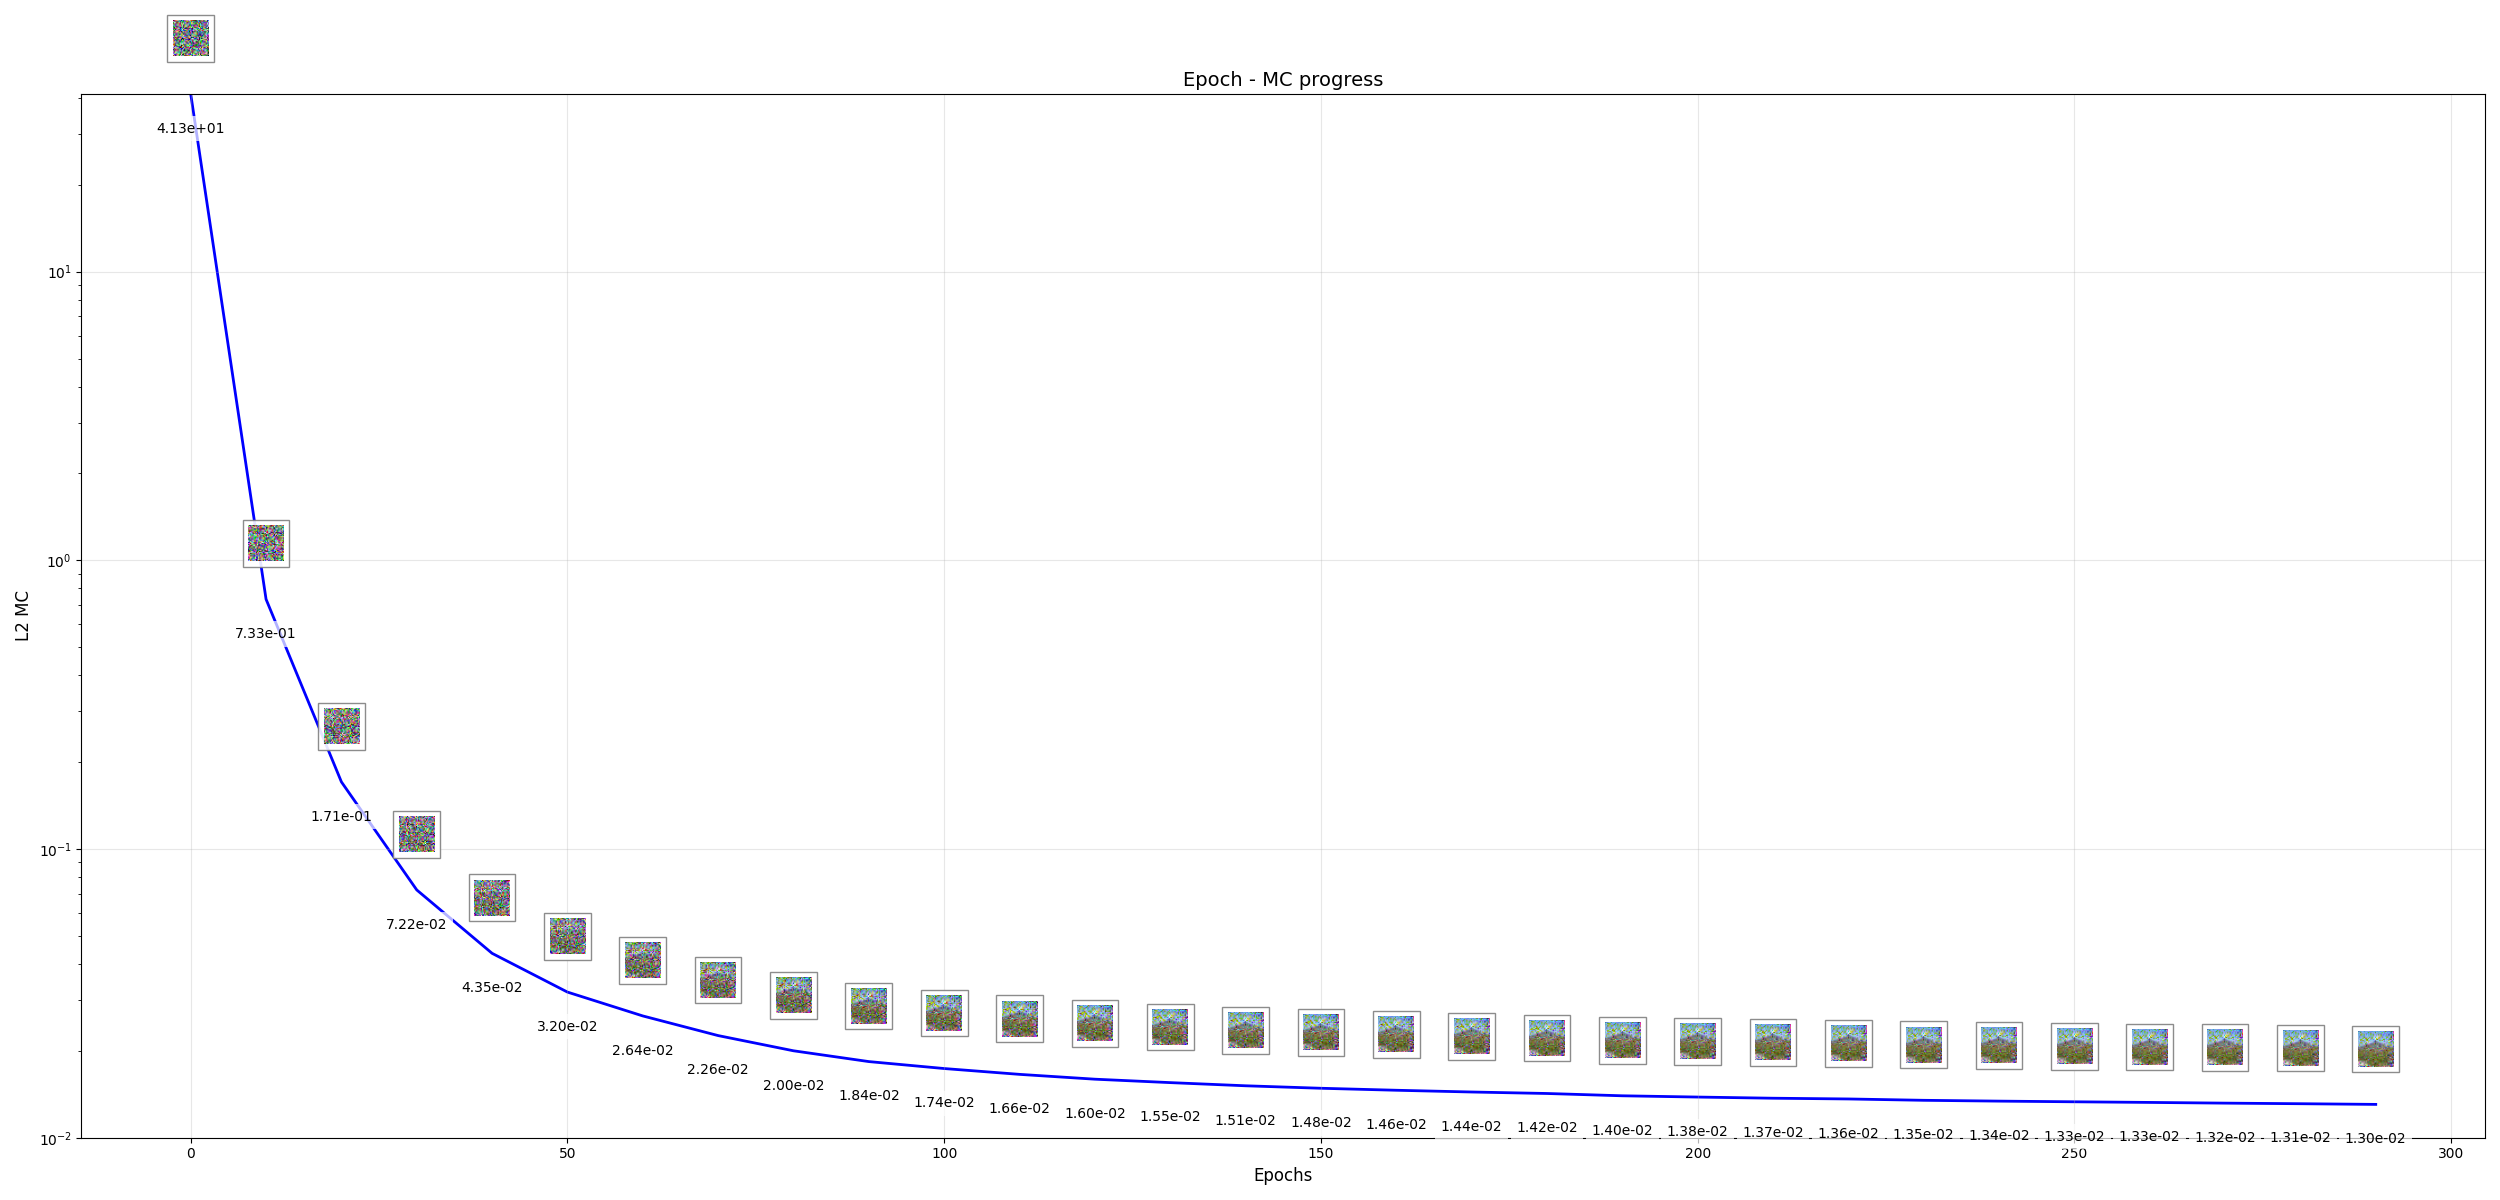 Epoch - MC progress
4.13e+01
7.33e-01
1.71e-01
7.22e-02
4.35e-02
3.20e-02
2.64e-02
2.26e-02
2.00e-02
1.84e-02
1.74e-02
1.66e-02
1.60e-02
1.55e-02
1.51e-02
1.48e-02
1.46e-02
1.44e-02
1.42e-02
1.40e-02
1.38e-02
1.37e-02
1.36e-02
1.35e-02
1.34e-02
1.33e-02
1.33e-02
1.32e-02
1.31e-02
1.30e-02
L2 MC
10¹
10⁰
10⁻¹
10⁻²
0 50 100 150 200 250 300
Epochs